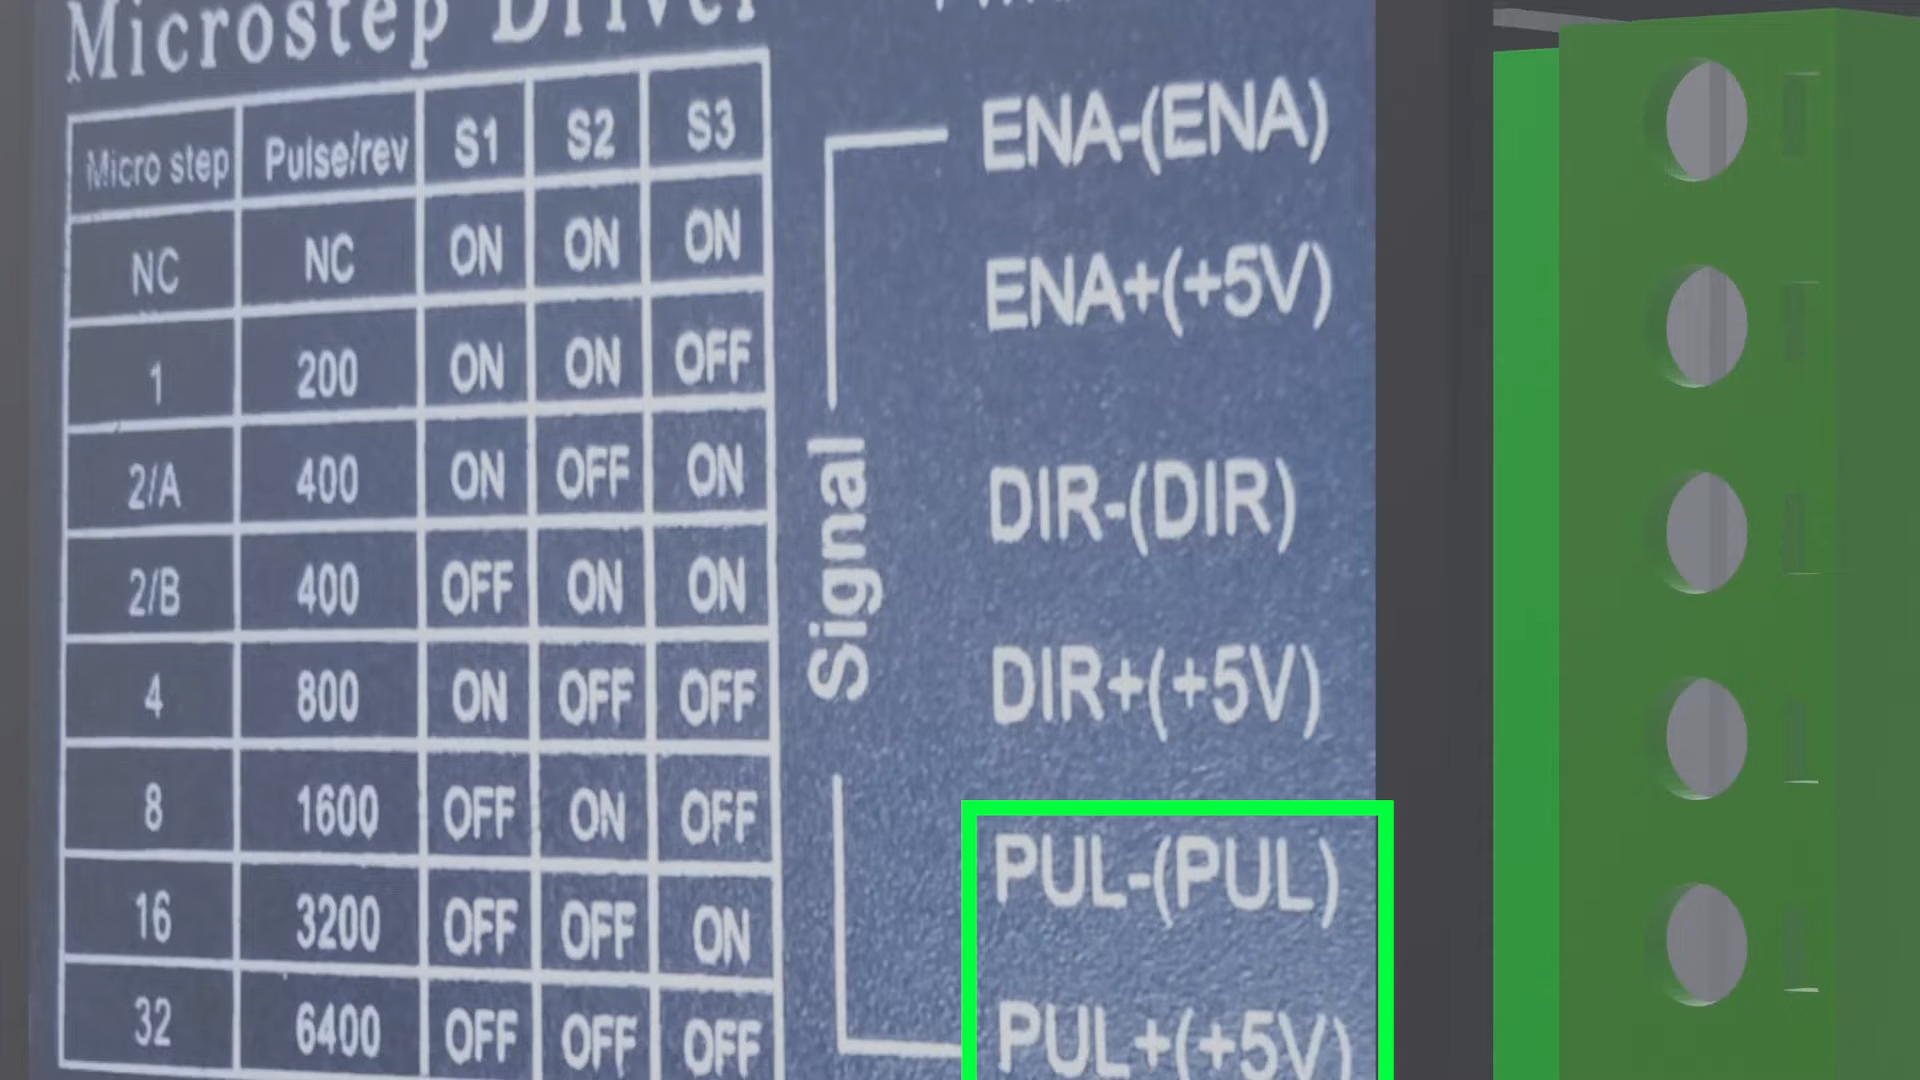 Microstep Driver
Micro step Pulse/rev S1 S2 S3
NC NC ON ON ON
1 200 ON ON OFF
2/A 400 ON OFF ON
2/B 400 OFF ON ON
4 800 ON OFF OFF
8 1600 OFF ON OFF
16 3200 OFF OFF ON
32 6400 OFF OFF OFF
Signal
ENA-(ENA)
ENA+(+5V)
DIR-(DIR)
DIR+(+5V)
PUL-(PUL)
PUL+(+5V)